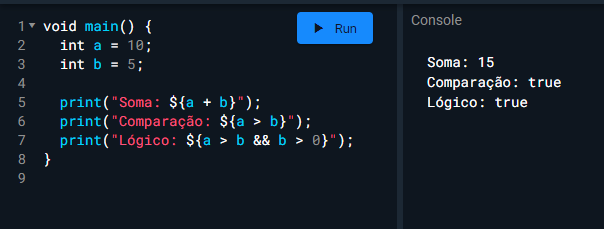 1 void main() {
2 int a = 10;
3 int b = 5;
4
5 print("Soma: ${a + b}");
6 print("Comparação: ${a > b}");
7 print("Lógico: ${a > b && b > 0}");
8 }
9
Run
Console
Soma: 15
Comparação: true
Lógico: true